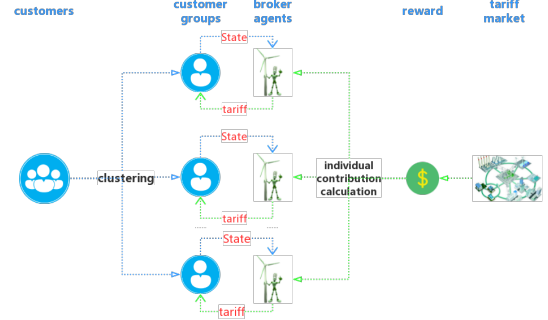 customers
customer
groups
broker
agents
reward
tariff
market
State
tariff
State
clustering
individual
contribution
calculation
$
tariff
State
tariff